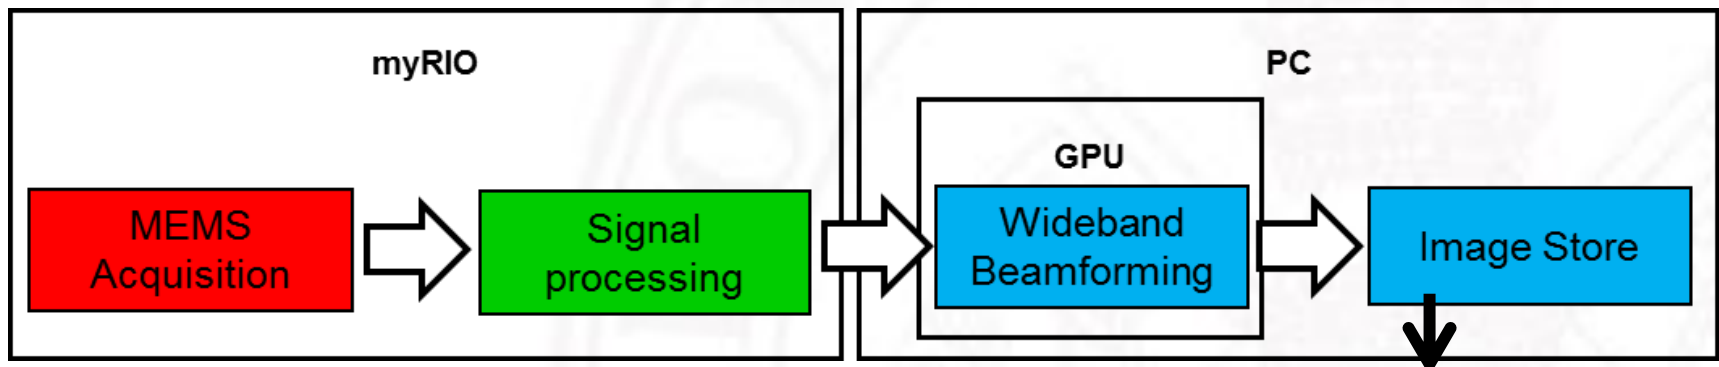 myRIO
MEMS
Acquisition
Signal
processing
PC
GPU
Wideband
Beamforming
Image Store